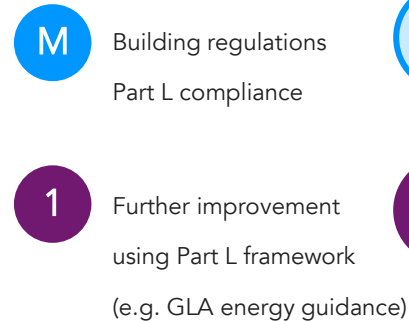 M
Building regulations
Part L compliance
1
Further improvement
using Part L framework
(e.g. GLA energy guidance)